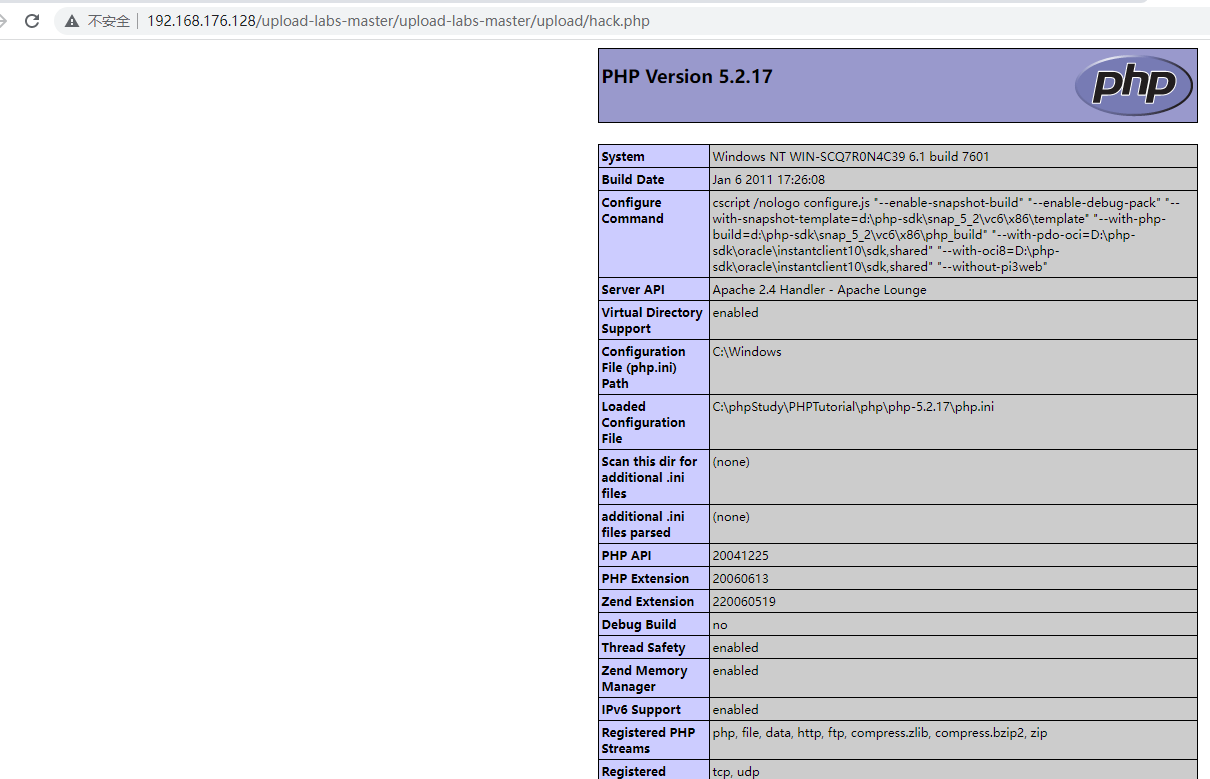 不安全 192.168.176.128/upload-labs-master/upload-labs-master/upload/hack.php
PHP Version 5.2.17
php
System Windows NT WIN-SCQ7R0N4C39 6.1 build 7601
Build Date Jan 6 2011 17:26:08
Configure Command
cscript /nologo configure.js "--enable-snapshot-build" "--enable-debug-pack" "--
with-snapshot-template=d:\php-sdk\snap_5_2\vc6\x86\template" "--with-php-
build=d:\php-sdk\snap_5_2\vc6\x86\php_build" "--with-pdo-oci=D:\php-
sdk\oracle\instantclient10\sdk,shared" "--with-oci8=D:\php-
sdk\oracle\instantclient10\sdk,shared" "--without-pi3web"
Server API Apache 2.4 Handler - Apache Lounge
Virtual Directory enabled
Support
Configuration C:\Windows
File (php.ini)
Path
Loaded C:\phpStudy\PHPTutorial\php\php-5.2.17\php.ini
Configuration
File
Scan this dir for (none)
additional .ini
files
additional .ini (none)
files parsed
PHP API 20041225
PHP Extension 20060613
Zend Extension 220060519
Debug Build no
Thread Safety enabled
Zend Memory enabled
Manager
IPv6 Support enabled
Registered PHP php, file, data, http, ftp, compress.zlib, compress.bzip2, zip
Streams
Registered tcp, udp